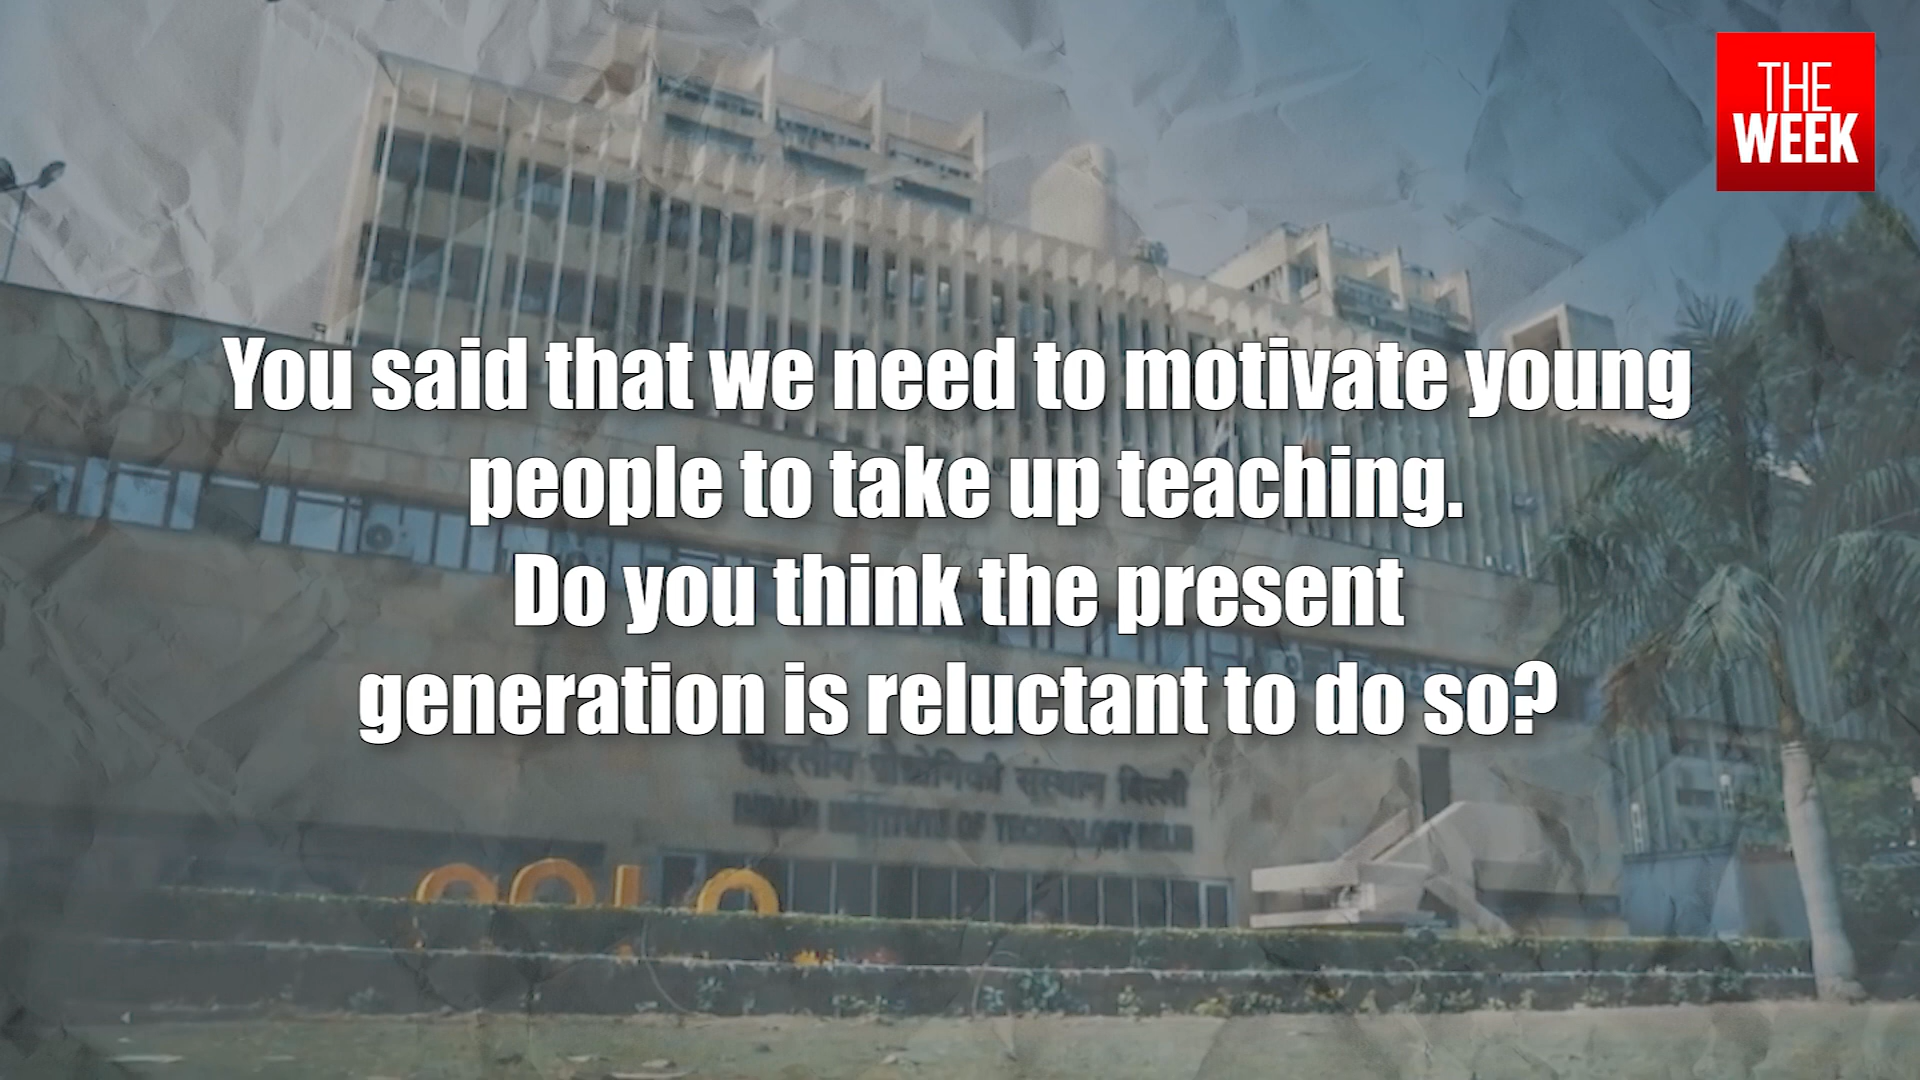 THE
WEEK
You said that we need to motivate young
people to take up teaching.
Do you think the present
generation is reluctant to do so?
भारतीय प्रौद्योगिकी संस्थान दिल्ली
INDIAN INSTITUTE OF TECHNOLOGY DELHI